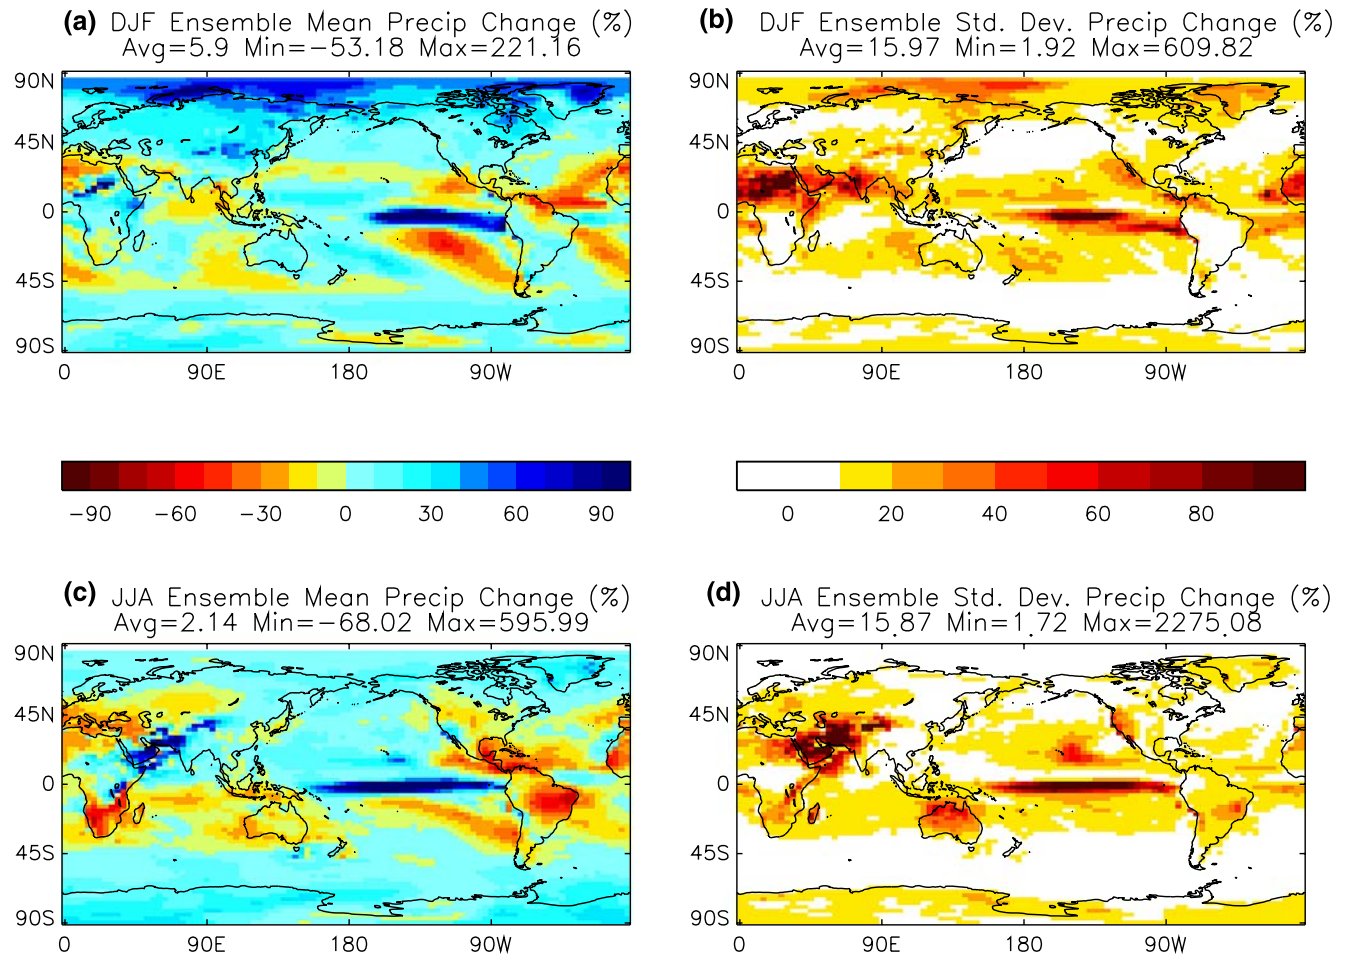 (a) DJF Ensemble Mean Precip Change (%)
Avg=5.9 Min=−53.18 Max=221.16
90N
45N
0
45S
90S
0 90E 180 90W
(b) DJF Ensemble Std. Dev. Precip Change (%)
Avg=15.97 Min=1.92 Max=609.82
90N
45N
0
45S
90S
0 90E 180 90W
−90 −60 −30 0 30 60 90
0 20 40 60 80
(c) JJA Ensemble Mean Precip Change (%)
Avg=2.14 Min=−68.02 Max=595.99
90N
45N
0
45S
90S
0 90E 180 90W
(d) JJA Ensemble Std. Dev. Precip Change (%)
Avg=15.87 Min=1.72 Max=2275.08
90N
45N
0
45S
90S
0 90E 180 90W